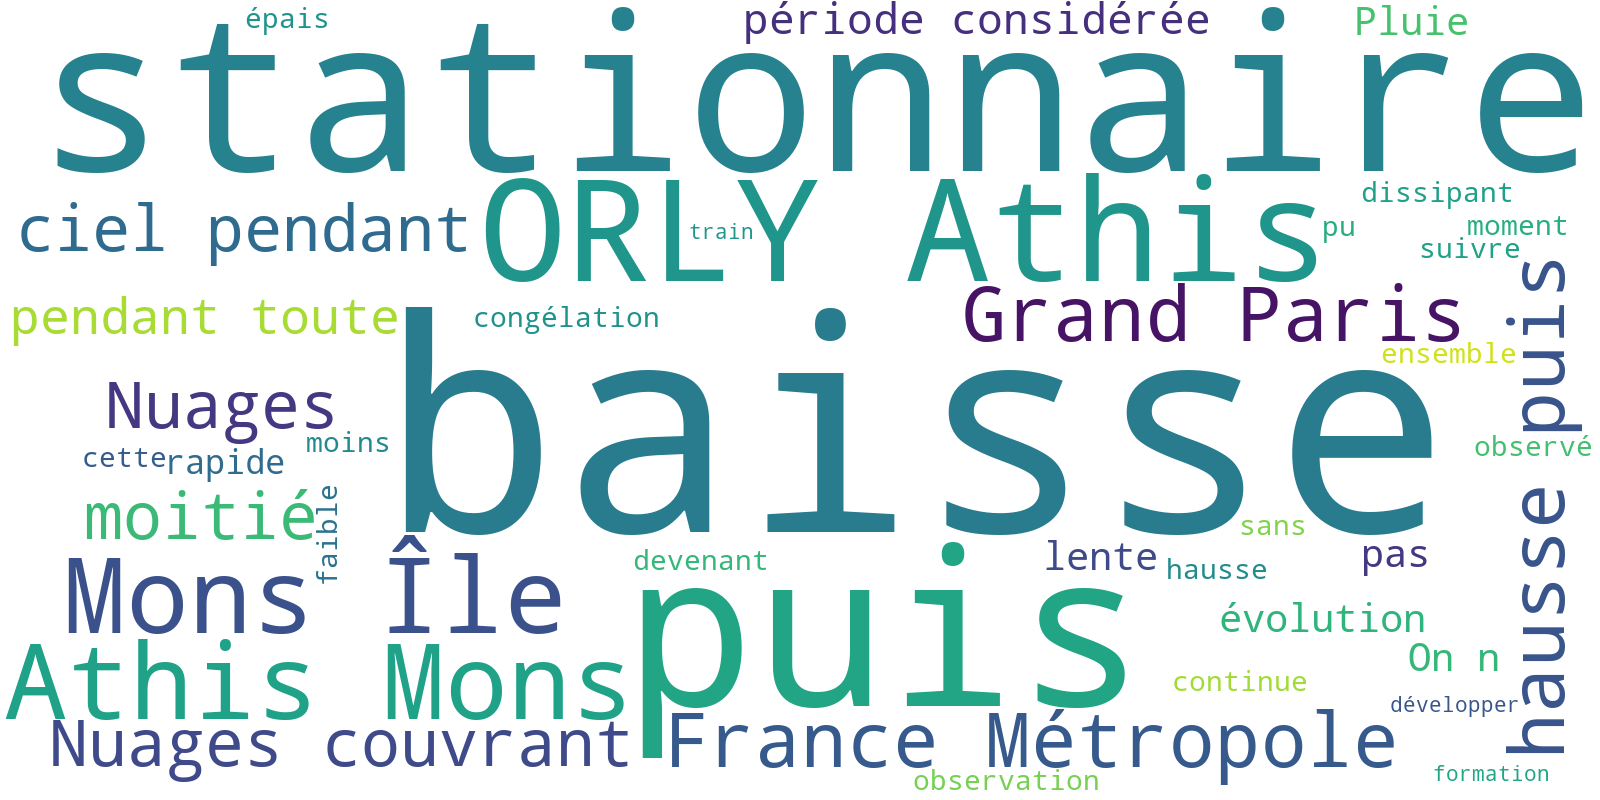 épais
période considérée
Pluie
stationnaire
ciel pendant
ORLY Athis
train
dissipant
pu
moment
suivre
pendant toute
congélation
Grand Paris
baisse
ensemble
hausse puis
Nuages
moins
cette
rapide
observé
moitié
faible
sans
Mons Île
devenant
puis
lente
hausse
pas
évolution
Athis Mons
On n
continue
développer
Nuages couvrant
France Métropole
observation
formation